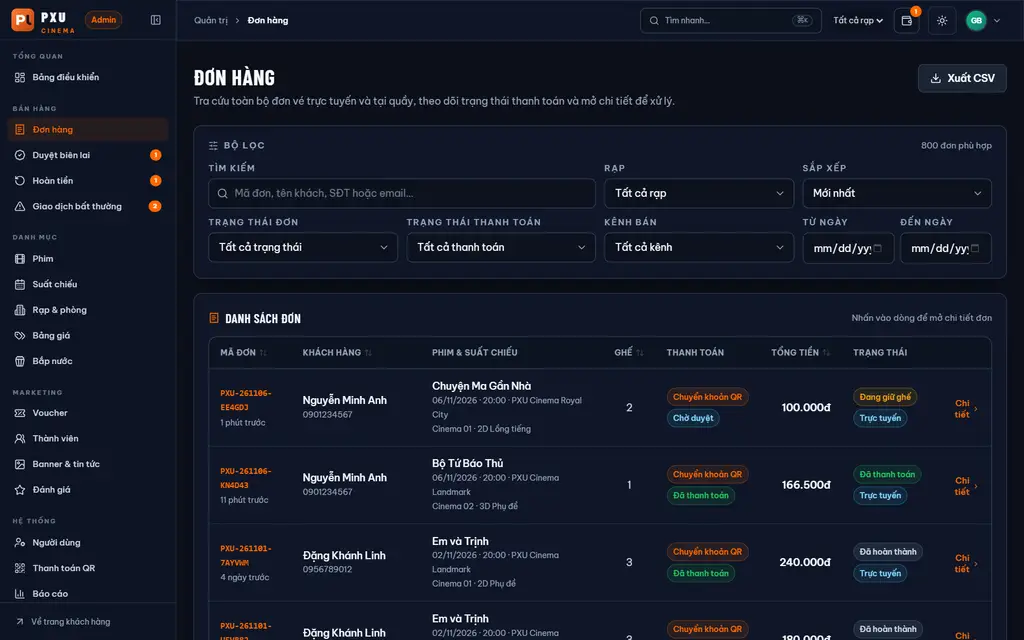 PXU
CINEMA
Admin
Quản trị > Đơn hàng
Tìm nhanh...
⌘K
Tất cả rạp
1
GB
TỔNG QUAN
Bảng điều khiển
BÁN HÀNG
Đơn hàng
Duyệt biên lai
1
Hoàn tiền
1
Giao dịch bất thường
2
DANH MỤC
Phim
Suất chiếu
Rạp & phòng
Bảng giá
Bắp nước
MARKETING
Voucher
Thành viên
Banner & tin tức
Đánh giá
HỆ THỐNG
Người dùng
Thanh toán QR
Báo cáo
Về trang khách hàng
ĐƠN HÀNG
Tra cứu toàn bộ đơn vé trực tuyến và tại quầy, theo dõi trạng thái thanh toán và mở chi tiết để xử lý.
Xuất CSV
BỘ LỌC
800 đơn phù hợp
TÌM KIẾM
Mã đơn, tên khách, SĐT hoặc email...
RẠP
Tất cả rạp
SẮP XẾP
Mới nhất
TRẠNG THÁI ĐƠN
Tất cả trạng thái
TRẠNG THÁI THANH TOÁN
Tất cả thanh toán
KÊNH BÁN
Tất cả kênh
TỪ NGÀY
mm/dd/yy
ĐẾN NGÀY
mm/dd/yy
DANH SÁCH ĐƠN
Nhấn vào dòng để mở chi tiết đơn
MÃ ĐƠN
KHÁCH HÀNG
PHIM & SUẤT CHIẾU
GHẾ
THANH TOÁN
TỔNG TIỀN
TRẠNG THÁI
PXU-261106-
EE4GDJ
1 phút trước
Nguyễn Minh Anh
0901234567
Chuyện Ma Gần Nhà
06/11/2026 · 20:00 · PXU Cinema Royal
City
Cinema 01 · 2D Lồng tiếng
2
Chuyển khoản QR
Chờ duyệt
100.000đ
Đang giữ ghế
Trực tuyến
Chi
tiết
PXU-261106-
KN4D43
11 phút trước
Nguyễn Minh Anh
0901234567
Bộ Tứ Báo Thủ
06/11/2026 · 20:00 · PXU Cinema
Landmark
Cinema 02 · 3D Phụ đề
1
Chuyển khoản QR
Đã thanh toán
166.500đ
Đã thanh toán
Trực tuyến
Chi
tiết
PXU-261101-
7AYVWM
4 ngày trước
Đặng Khánh Linh
0956789012
Em và Trịnh
02/11/2026 · 20:00 · PXU Cinema
Landmark
Cinema 01 · 2D Phụ đề
3
Chuyển khoản QR
Đã thanh toán
240.000đ
Đã hoàn thành
Trực tuyến
Chi
tiết
PXU-261101-
Đặng Khánh Linh
Em và Trịnh
02/11/2026 · 20:00 · PXU Cinema
Chuyển khoản QR
180.000đ
Đã hoàn thành
Chi